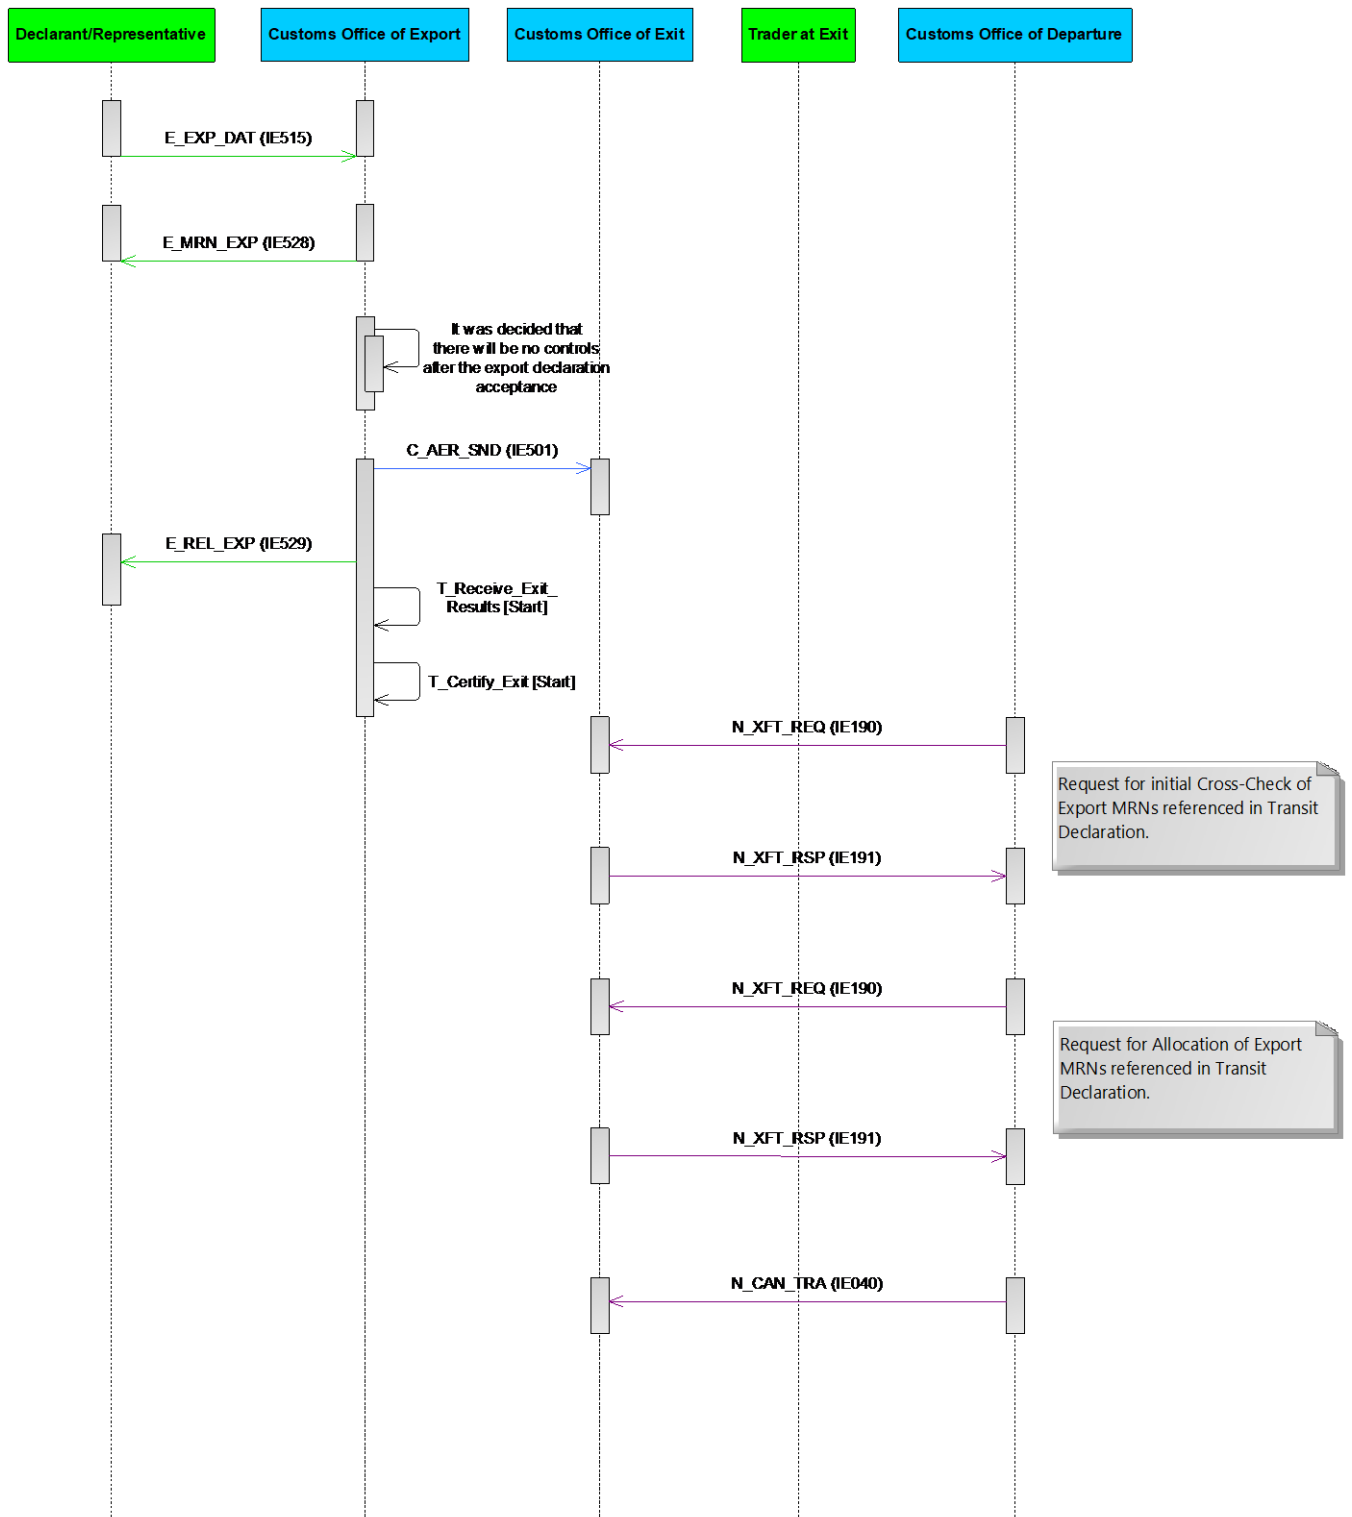 Declarant/Representative
Customs Office of Export
Customs Office of Exit
Trader at Exit
Customs Office of Departure
E_EXP_DAT (IE515)
E_MRN_EXP (IE528)
It was decided that
there will be no controls
after the export declaration
acceptance
C_AER_SND (IE501)
E_REL_EXP (IE529)
T_Receive_Exit_
Results [Start]
T_Certify_Exit [Start]
N_XFT_REQ (IE190)
Request for initial Cross-Check of
Export MRNs referenced in Transit
Declaration.
N_XFT_RSP (IE191)
N_XFT_REQ (IE190)
Request for Allocation of Export
MRNs referenced in Transit
Declaration.
N_XFT_RSP (IE191)
N_CAN_TRA (IE040)